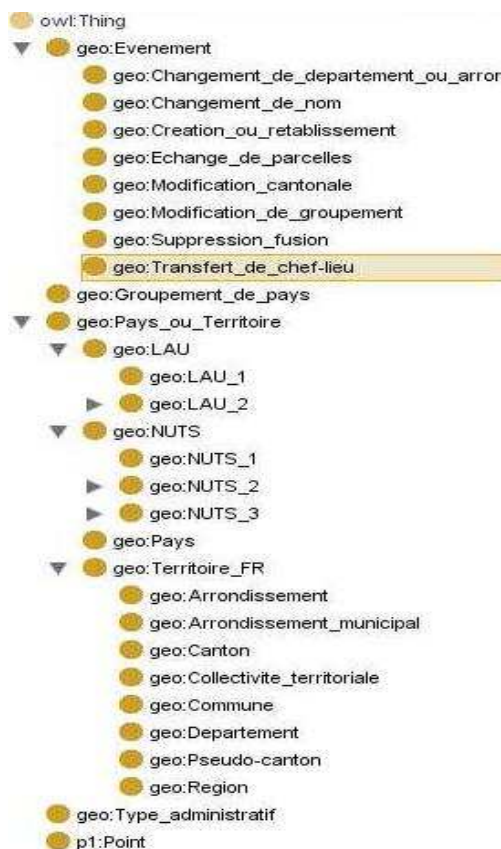 owl:Thing
geo:Evenement
geo:Changement_de_departement_ou_arron
geo:Changement_de_nom
geo:Creation_ou_retablissement
geo:Echange_de_parcelles
geo:Modification_cantonale
geo:Modification_de_groupement
geo:Suppression_fusion
geo:Transfert_de_chef-lieu
geo:Groupement_de_pays
geo:Pays_ou_Territoire
geo:LAU
geo:LAU_1
geo:LAU_2
geo:NUTS
geo:NUTS_1
geo:NUTS_2
geo:NUTS_3
geo:Pays
geo:Territoire_FR
geo:Arrondissement
geo:Arrondissement_municipal
geo:Canton
geo:Collectivite_territoriale
geo:Commune
geo:Departement
geo:Pseudo-canton
geo:Region
geo:Type_administratif
p1:Point